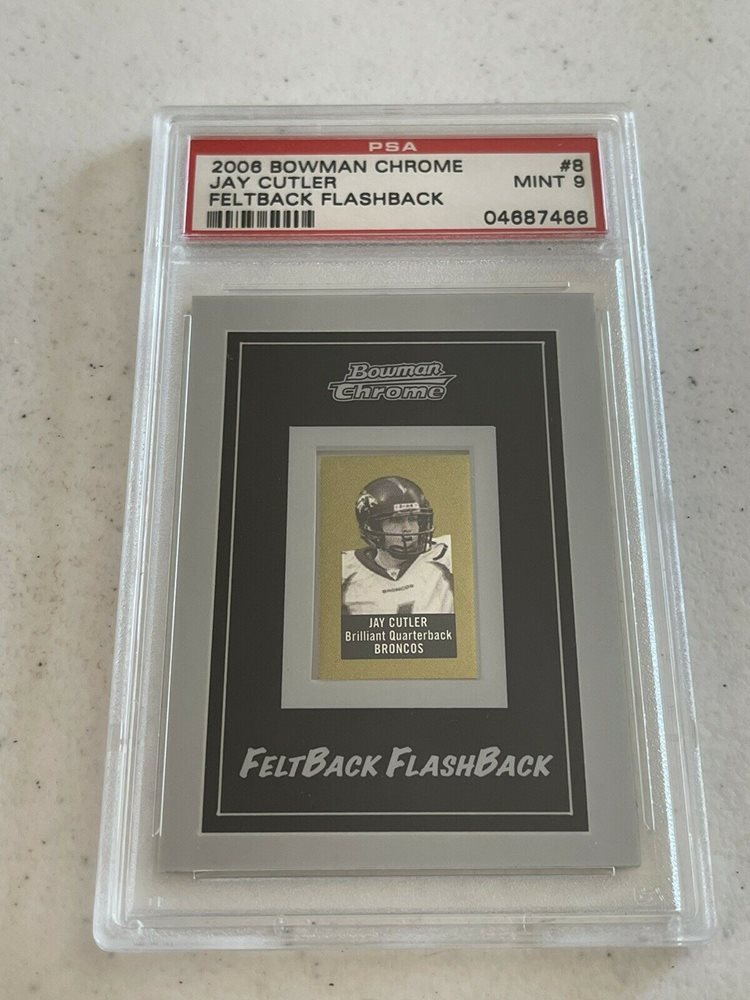 PSA
2006 BOWMAN CHROME #8
JAY CUTLER MINT 9
FELTBACK FLASHBACK
04687466
Bowman
Chrome
BRONCOS
JAY CUTLER
Brilliant Quarterback
BRONCOS
FELTBACK FLASHBACK